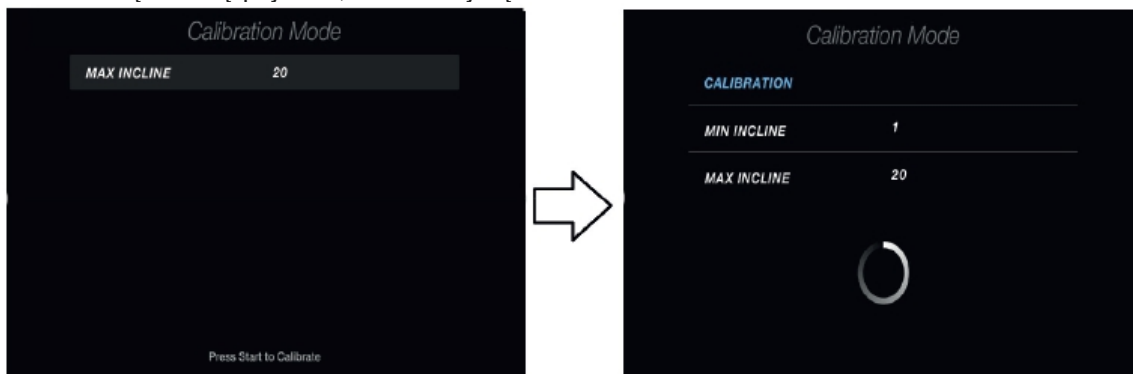 Calibration Mode
MAX INCLINE 20
Press Start to Calibrate
Calibration Mode
CALIBRATION
MIN INCLINE 1
MAX INCLINE 20